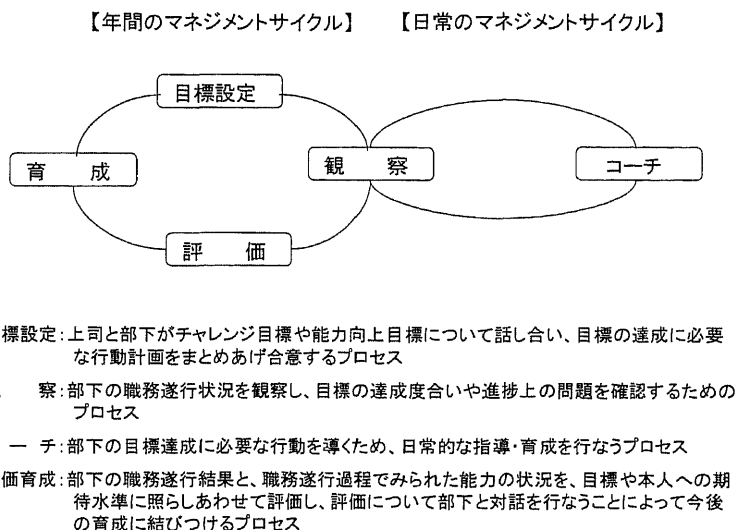 【年間のマネジメントサイクル】 【日常のマネジメントサイクル】
目標設定
育 成
観 察
コーチ
評 価
標設定:上司と部下がチャレンジ目標や能力向上目標について話し合い、目標の達成に必要
な行動計画をまとめあげ合意するプロセス
察:部下の職務遂行状況を観察し、目標の達成度合いや進捗上の問題を確認するための
プロセス
ー チ:部下の目標達成に必要な行動を導くため、日常的な指導・育成を行なうプロセス
価育成:部下の職務遂行結果と、職務遂行過程でみられた能力の状況を、目標や本人への期
待水準に照らしあわせて評価し、評価について部下と対話を行なうことによって今後
の育成に結びつけるプロセス